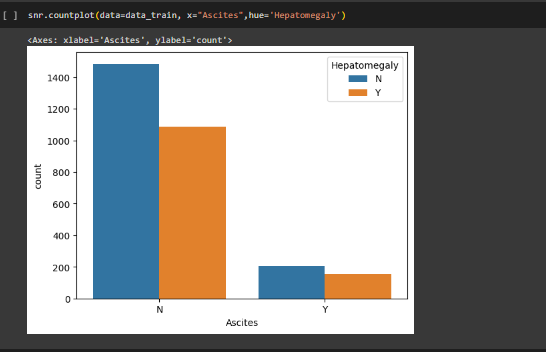 [ ] snr.countplot(data=data_train, x="Ascites",hue='Hepatomegaly')
<Axes: xlabel='Ascites', ylabel='count'>
Hepatomegaly
N
Y
1400
1200
1000
800
600
400
200
0
count
N Y
Ascites